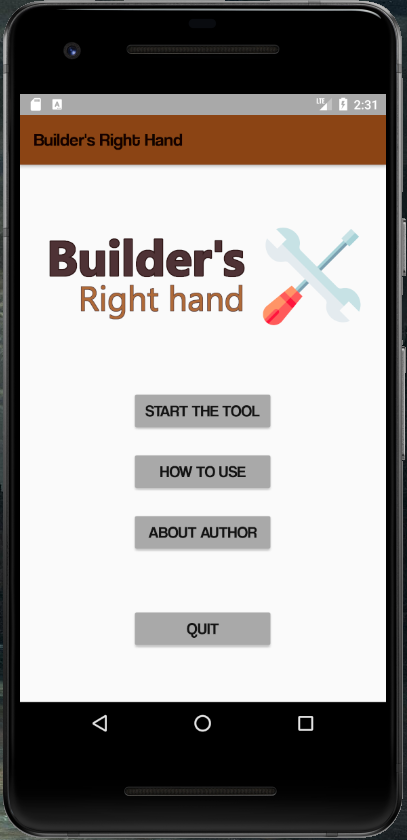 LTE 2:31
Builder's Right Hand
Builder's
Right hand
START THE TOOL
HOW TO USE
ABOUT AUTHOR
QUIT